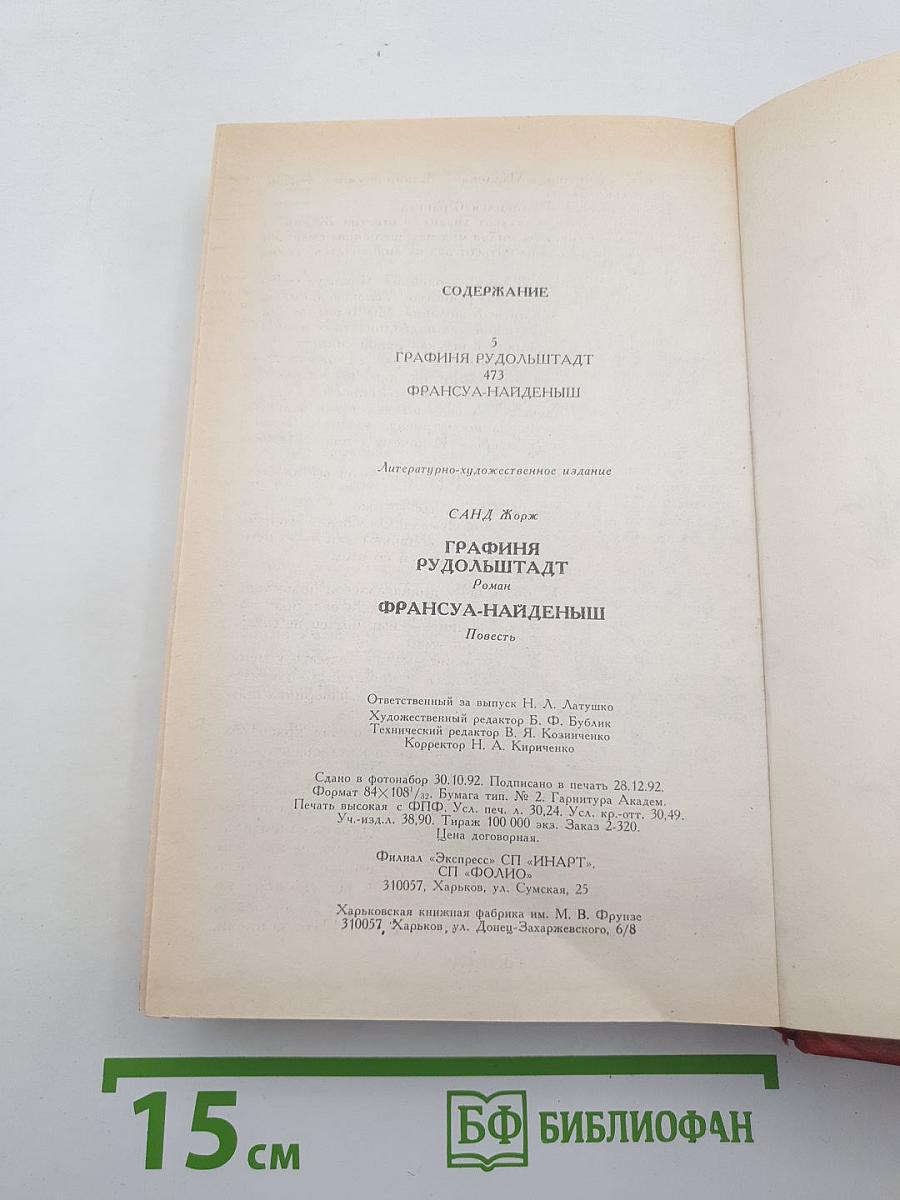 СОДЕРЖАНИЕ
5
ГРАФИНЯ РУДОЛЬШТАДТ
473
ФРАНСУА-НАЙДЕНЫШ
Литературно-художественное издание
САНД Жорж
ГРАФИНЯ
РУДОЛЬШТАДТ
Роман
ФРАНСУА-НАЙДЕНЫШ
Повесть
Ответственный за выпуск Н. Л. Латушко
Художественный редактор Б. Ф. Бублик
Технический редактор В. Я. Козинченко
Корректор Н. А. Кириченко
Сдано в фотонабор 30.10.92. Подписано в печать 28.12.92.
Формат 84×108¹/₃₂. Бумага тип. № 2. Гарнитура Академ.
Печать высокая с ФПФ. Усл. печ. л. 30,24. Усл. кр.-отт. 30,49.
Уч.-изд.л. 38,90. Тираж 100 000 экз. Заказ 2-320.
Цена договорная.
Филиал «Экспресс» СП «ИНАРТ»,
СП «ФОЛИО»
310057, Харьков, ул. Сумская, 25
Харьковская книжная фабрика им. М. В. Фрунзе
310057, Харьков, ул. Донец-Захаржевского, 6/8
15 см
БФ БИБЛИОФАН